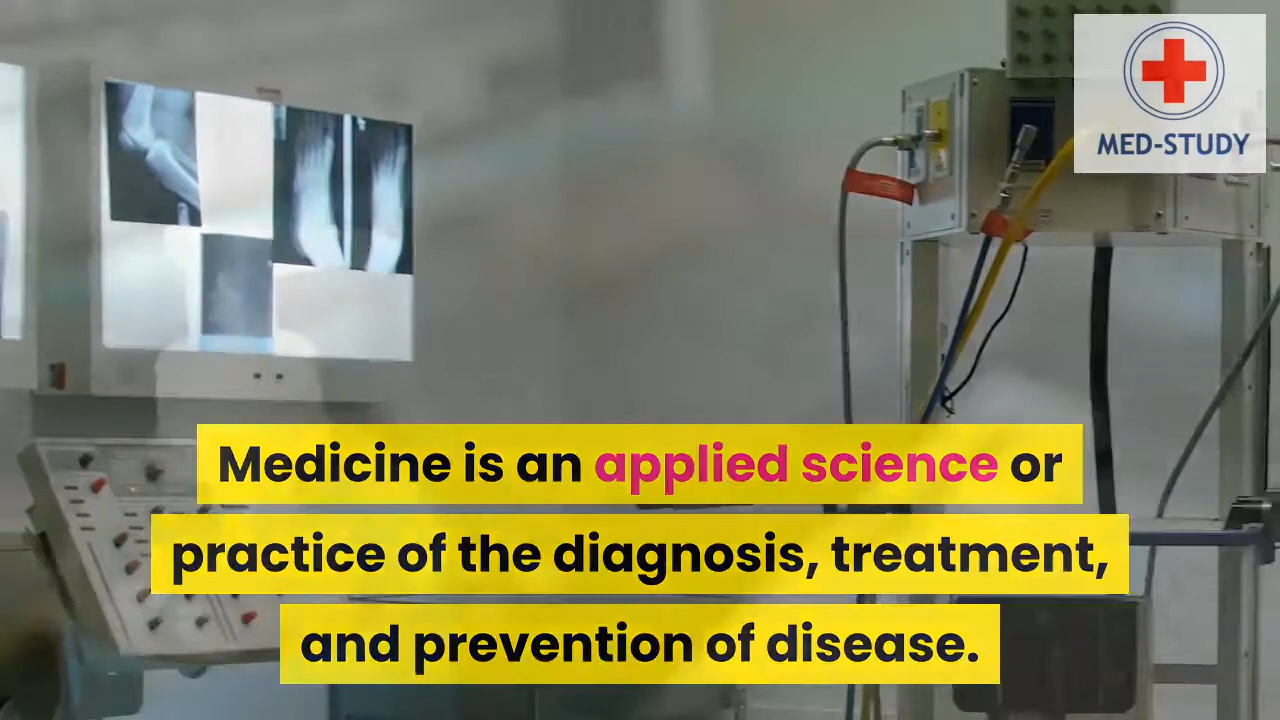 MED-STUDY
Medicine is an applied science or
practice of the diagnosis, treatment,
and prevention of disease.